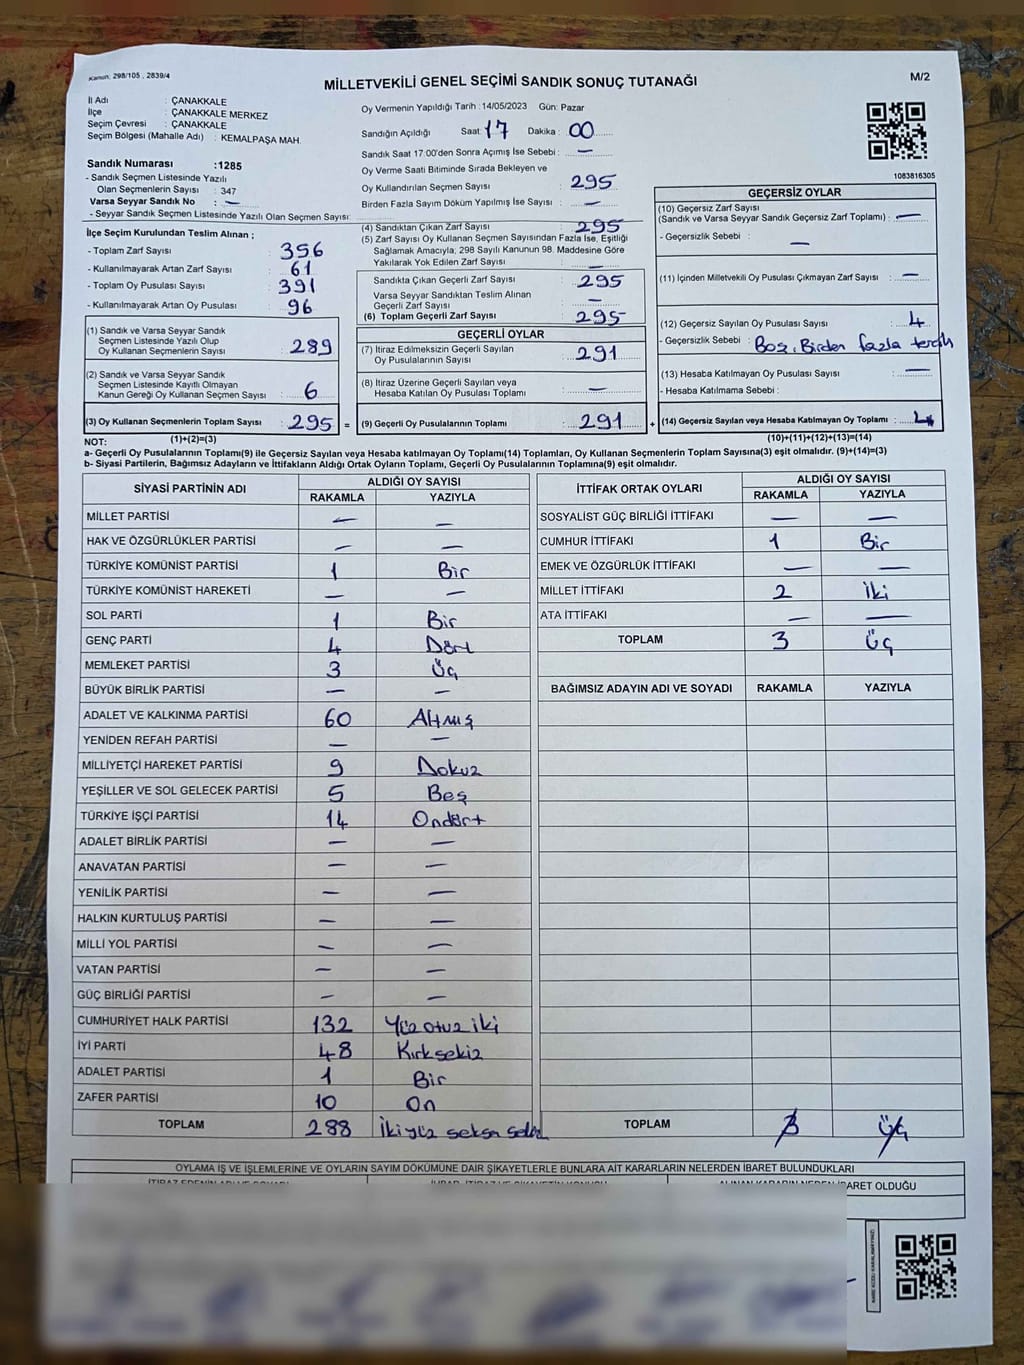 Kanun, 298/105 , 2839/4
MİLLETVEKİLİ GENEL SEÇİMİ SANDIK SONUÇ TUTANAĞI
M/2
İl Adı : ÇANAKKALE
İlçe : ÇANAKKALE MERKEZ
Seçim Çevresi : ÇANAKKALE
Seçim Bölgesi (Mahalle Adı) : KEMALPAŞA MAH.
Sandık Numarası :1285
- Sandık Seçmen Listesinde Yazılı
Olan Seçmenlerin Sayısı : 347
Varsa Seyyar Sandık No : —
- Seyyar Sandık Seçmen Listesinde Yazılı Olan Seçmen Sayısı:
Oy Vermenin Yapıldığı Tarih : 14/05/2023 Gün: Pazar
Sandığın Açıldığı Saat : 17 Dakika : 00
Sandık Saat 17:00'den Sonra Açımış İse Sebebi : —
Oy Verme Saati Bitiminde Sırada Bekleyen ve
Oy Kullandırılan Seçmen Sayısı : 295
Birden Fazla Sayım Döküm Yapılmış İse Sayısı : —
1083816305
İlçe Seçim Kurulundan Teslim Alınan ;
- Toplam Zarf Sayısı : 356
- Kullanılmayarak Artan Zarf Sayısı : 61
- Toplam Oy Pusulası Sayısı : 391
- Kullanılmayarak Artan Oy Pusulası : 96
(4) Sandıktan Çıkan Zarf Sayısı : 295
(5) Zarf Sayısı Oy Kullanan Seçmen Sayısından Fazla İse, Eşitliği
Sağlamak Amacıyla, 298 Sayılı Kanunun 98. Maddesine Göre
Yakılarak Yok Edilen Zarf Sayısı : —
Sandıkta Çıkan Geçerli Zarf Sayısı : 295
Varsa Seyyar Sandıktan Teslim Alınan
Geçerli Zarf Sayısı : —
(6) Toplam Geçerli Zarf Sayısı : 295
GEÇERSİZ OYLAR
(10) Geçersiz Zarf Sayısı
(Sandık ve Varsa Seyyar Sandık Geçersiz Zarf Toplamı) : —
- Geçersizlik Sebebi : —
(11) İçinden Milletvekili Oy Pusulası Çıkmayan Zarf Sayısı : —
(12) Geçersiz Sayılan Oy Pusulası Sayısı : 4
- Geçersizlik Sebebi : Boş, Birden fazla tercih
(13) Hesaba Katılmayan Oy Pusulası Sayısı : —
- Hesaba Katılmama Sebebi :
(1) Sandık ve Varsa Seyyar Sandık
Seçmen Listesinde Yazılı Olup
Oy Kullanan Seçmenlerin Sayısı : 289
(2) Sandık ve Varsa Seyyar Sandık
Seçmen Listesinde Kayıtlı Olmayan
Kanun Gereği Oy Kullanan Seçmen Sayısı : 6
GEÇERLİ OYLAR
(7) İtiraz Edilmeksizin Geçerli Sayılan
Oy Pusulalarının Sayısı : 291
(8) İtiraz Üzerine Geçerli Sayılan veya
Hesaba Katılan Oy Pusulası Toplamı : —
(3) Oy Kullanan Seçmenlerin Toplam Sayısı : 295 = (9) Geçerli Oy Pusulalarının Toplamı : 291 + (14) Geçersiz Sayılan veya Hesaba Katılmayan Oy Toplamı : 4
NOT: (1)+(2)=(3) (10)+(11)+(12)+(13)=(14)
a- Geçerli Oy Pusulalarının Toplamı(9) ile Geçersiz Sayılan veya Hesaba katılmayan Oy Toplamı(14) Toplamları, Oy Kullanan Seçmenlerin Toplam Sayısına(3) eşit olmalıdır. (9)+(14)=(3)
b- Siyasi Partilerin, Bağımsız Adayların ve İttifakların Aldığı Ortak Oyların Toplamı, Geçerli Oy Pusulalarının Toplamına(9) eşit olmalıdır.
SİYASİ PARTİNİN ADI ALDIĞI OY SAYISI
RAKAMLA YAZIYLA
MİLLET PARTİSİ — —
HAK VE ÖZGÜRLÜKLER PARTİSİ — —
TÜRKİYE KOMÜNİST PARTİSİ 1 Bir
TÜRKİYE KOMÜNİST HAREKETİ — —
SOL PARTİ 1 Bir
GENÇ PARTİ 4 Dört
MEMLEKET PARTİSİ 3 Üç
BÜYÜK BİRLİK PARTİSİ — —
ADALET VE KALKINMA PARTİSİ 60 Altmış
YENİDEN REFAH PARTİSİ — —
MİLLİYETÇİ HAREKET PARTİSİ 9 Dokuz
YEŞİLLER VE SOL GELECEK PARTİSİ 5 Beş
TÜRKİYE İŞÇİ PARTİSİ 14 Ondört
ADALET BİRLİK PARTİSİ — —
ANAVATAN PARTİSİ — —
YENİLİK PARTİSİ — —
HALKIN KURTULUŞ PARTİSİ — —
MİLLİ YOL PARTİSİ — —
VATAN PARTİSİ — —
GÜÇ BİRLİĞİ PARTİSİ — —
CUMHURİYET HALK PARTİSİ 132 Yüz otuz iki
İYİ PARTİ 48 Kırksekiz
ADALET PARTİSİ 1 Bir
ZAFER PARTİSİ 10 On
TOPLAM 288 İkiyüz seksen
İTTİFAK ORTAK OYLARI ALDIĞI OY SAYISI
RAKAMLA YAZIYLA
SOSYALİST GÜÇ BİRLİĞİ İTTİFAKI — —
CUMHUR İTTİFAKI 1 Bir
EMEK VE ÖZGÜRLÜK İTTİFAKI — —
MİLLET İTTİFAKI 2 İki
ATA İTTİFAKI — —
TOPLAM 3 Üç
BAĞIMSIZ ADAYIN ADI VE SOYADI RAKAMLA YAZIYLA
TOPLAM 3 Üç
OYLAMA İŞ VE İŞLEMLERİNE VE OYLARIN SAYIM DÖKÜMÜNE DAİR ŞİKAYETLERLE BUNLARA AİT KARARLARIN NELERDEN İBARET BULUNDUKLARI
İBARET OLDUĞU